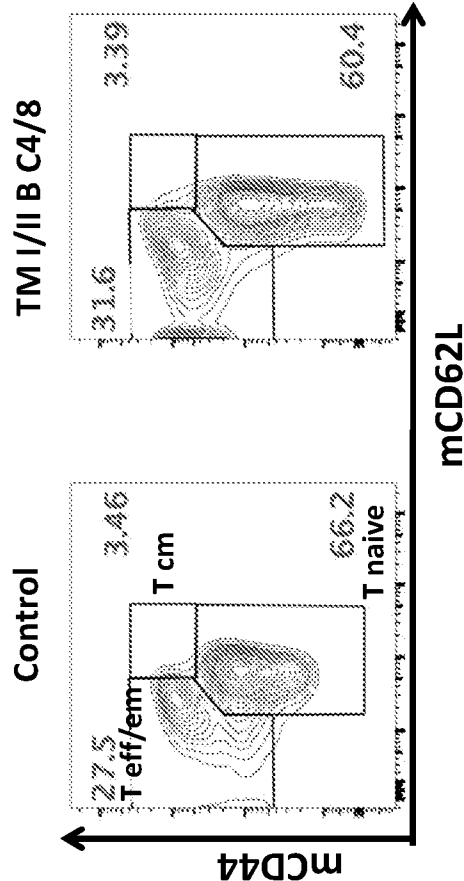 Control
TM I/II B C4/8
27.5
3.46
T eff/em
T cm
66.2
T naive
31.6
3.39
60.4
mCD44
mCD62L